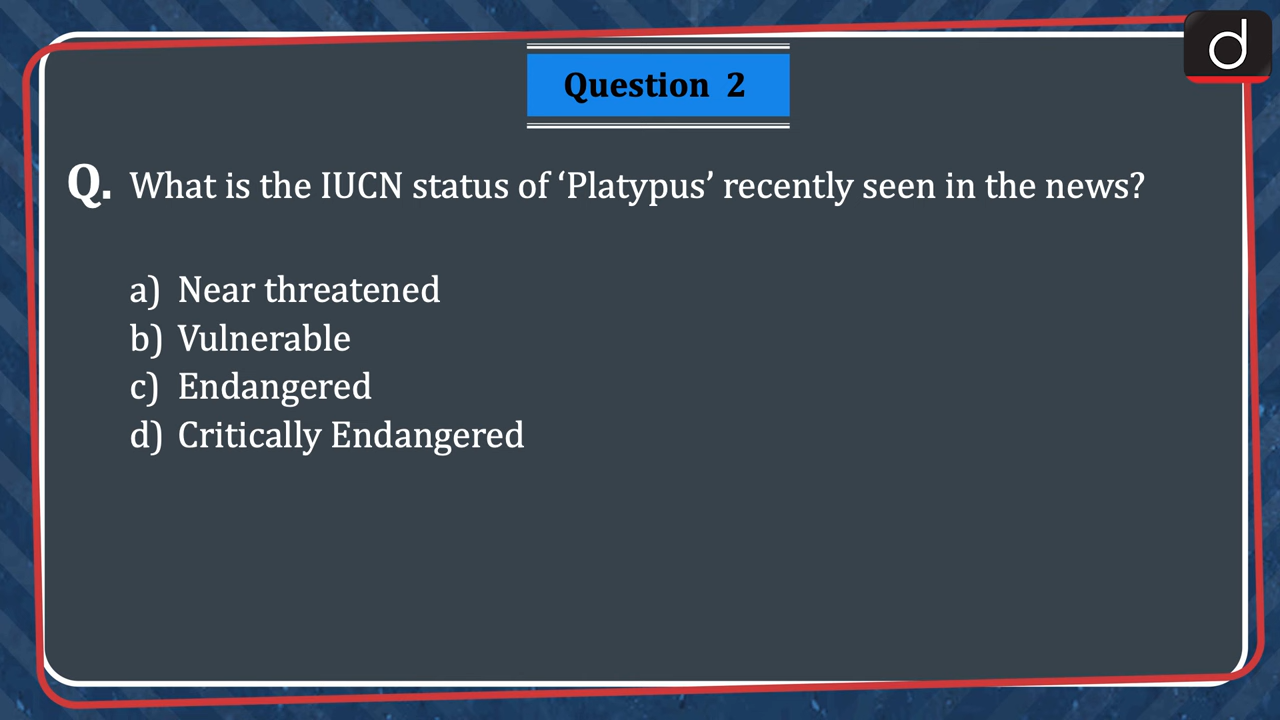 d
Question 2
Q. What is the IUCN status of ‘Platypus’ recently seen in the news?
a) Near threatened
b) Vulnerable
c) Endangered
d) Critically Endangered